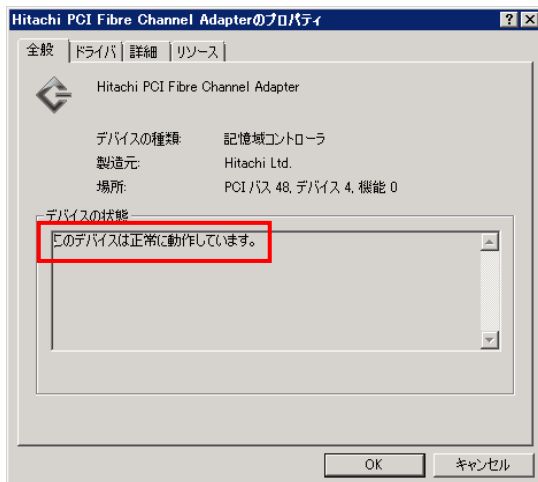 Hitachi PCI Fibre Channel Adapterのプロパティ
全般 ドライバ 詳細 リソース
Hitachi PCI Fibre Channel Adapter
デバイスの種類: 記憶域コントローラ
製造元: Hitachi Ltd.
場所: PCI バス 48, デバイス 4, 機能 0
デバイスの状態
このデバイスは正常に動作しています。
OK キャンセル